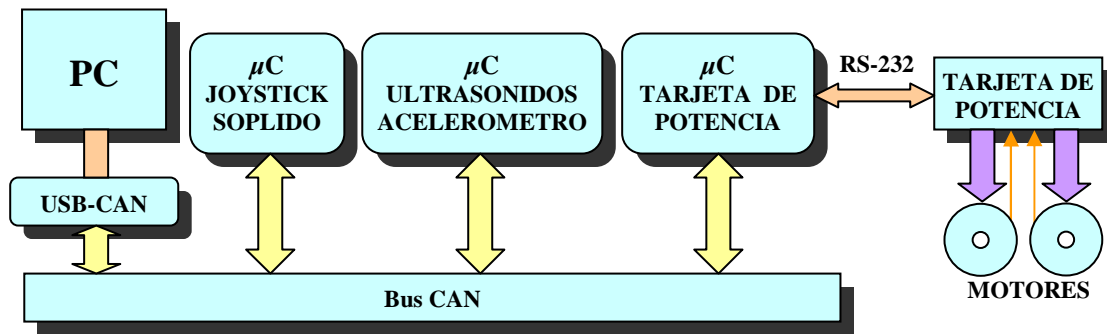 PC
USB-CAN
µC
JOYSTICK
SOPLIDO
µC
ULTRASONIDOS
ACELEROMETRO
µC
TARJETA DE
POTENCIA
RS-232
TARJETA DE
POTENCIA
MOTORES
Bus CAN